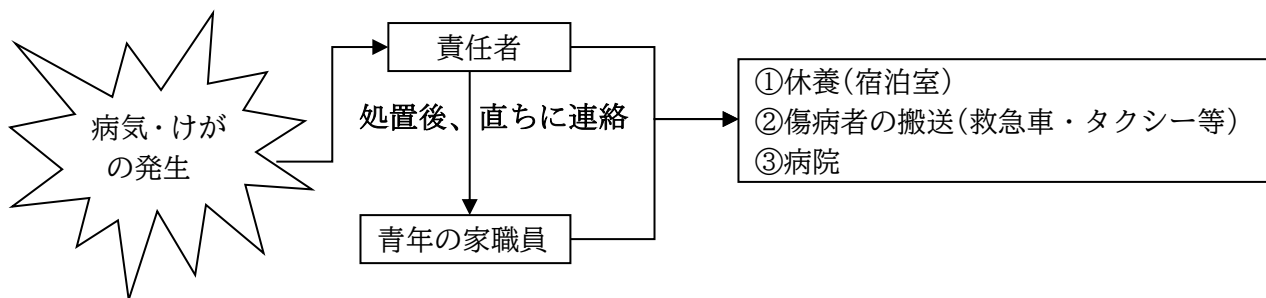 病気・けが
の発生
責任者
処置後、直ちに連絡
青年の家職員
①休養(宿泊室)
②傷病者の搬送(救急車・タクシー等)
③病院